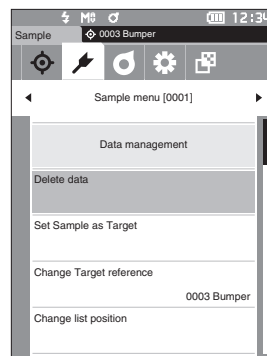 12:34
Sample
0003 Bumper
Sample menu [0001]
Data management
Delete data
Set Sample as Target
Change Target reference
0003 Bumper
Change list position